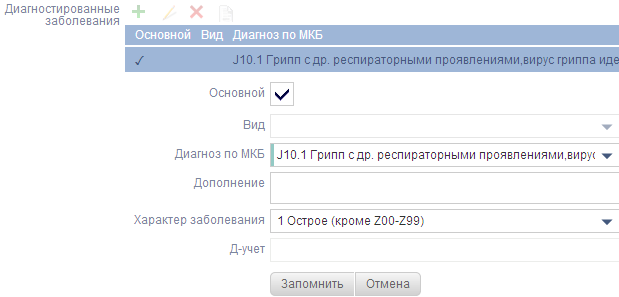 Диагностированные
заболевания
Основной Вид Диагноз по МКБ
✓ J10.1 Грипп с др. респираторными проявлениями,вирус гриппа иде
Основной
Вид
Диагноз по МКБ J10.1 Грипп с др. респираторными проявлениями,вирус
Дополнение
Характер заболевания 1 Острое (кроме Z00-Z99)
Д-учет
Запомнить Отмена